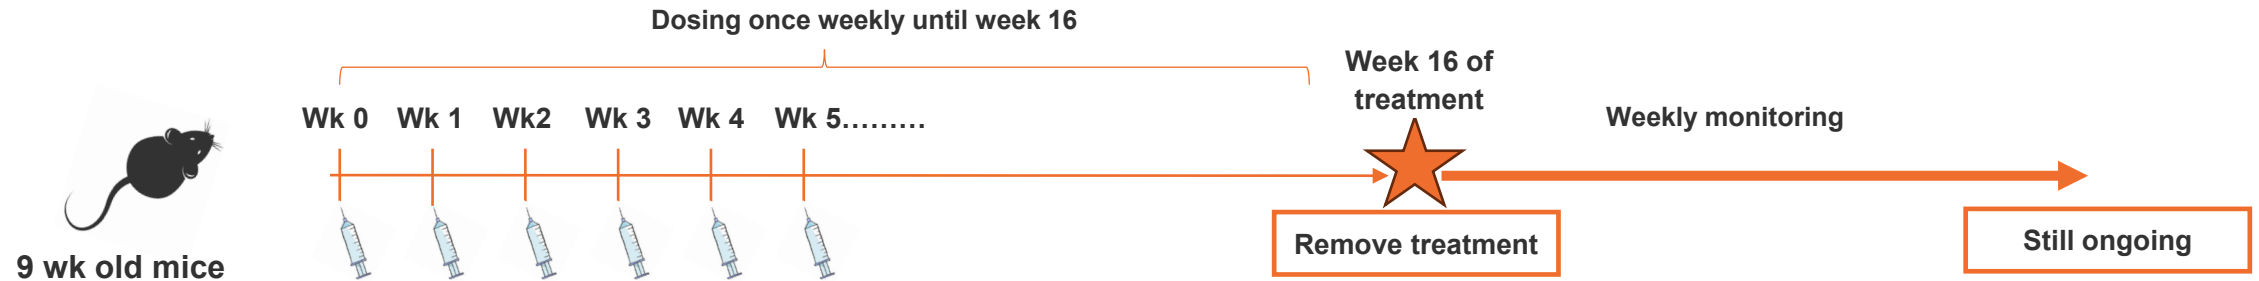 Dosing once weekly until week 16
Week 16 of
treatment
Wk 0 Wk 1 Wk2 Wk 3 Wk 4 Wk 5.........
Weekly monitoring
Remove treatment
Still ongoing
9 wk old mice